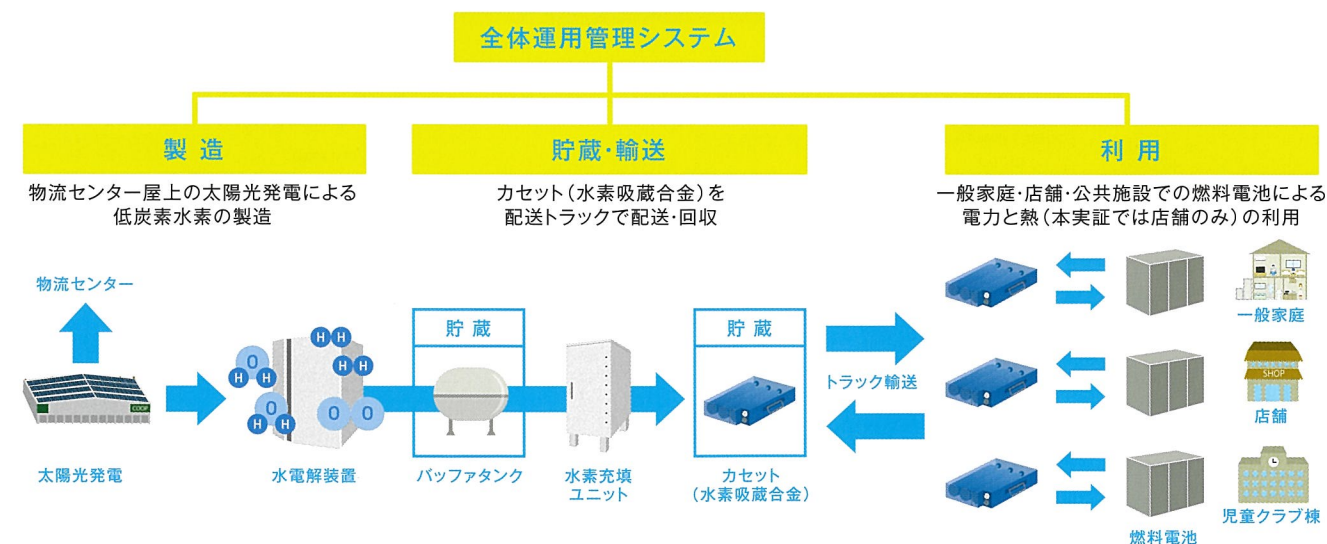 全体運用管理システム
製造
物流センター屋上の太陽光発電による
低炭素水素の製造
貯蔵・輸送
カセット(水素吸蔵合金)を
配送トラックで配送・回収
利用
一般家庭・店舗・公共施設での燃料電池による
電力と熱(本実証では店舗のみ)の利用
物流センター
COOP
太陽光発電
O
H H
H H
H H
O
H H
O O
水電解装置
貯蔵
バッファタンク
水素充填
ユニット
貯蔵
カセット
(水素吸蔵合金)
トラック輸送
一般家庭
SHOP
店舗
児童クラブ棟
燃料電池